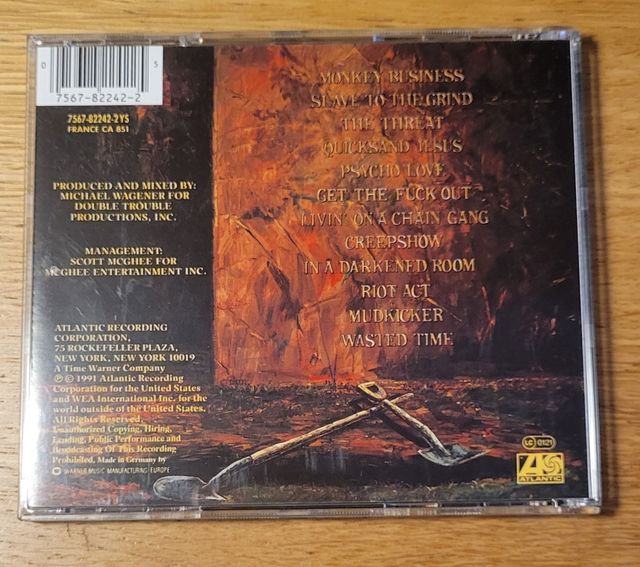 0
5
7567-82242-2
7567-82242-2 YS
FRANCE CA 851
PRODUCED AND MIXED BY:
MICHAEL WAGENER FOR
DOUBLE TROUBLE
PRODUCTIONS, INC.
MANAGEMENT:
SCOTT MCGHEE FOR
MCGHEE ENTERTAINMENT INC.
ATLANTIC RECORDING
CORPORATION,
75 ROCKEFELLER PLAZA,
NEW YORK, NEW YORK 10019
A Time Warner Company
℗ © 1991 Atlantic Recording
Corporation for the United States
and WEA International Inc. for the
world outside of the United States.
All Rights Reserved.
Unauthorized Copying, Hiring,
Lending, Public Performance and
Broadcasting Of This Recording
Prohibited. Made in Germany by
WARNER MUSIC MANUFACTURING EUROPE
MONKEY BUSINESS
SLAVE TO THE GRIND
THE THREAT
QUICKSAND JESUS
PSYCHO LOVE
GET THE FUCK OUT
LIVIN' ON A CHAIN GANG
CREEPSHOW
IN A DARKENED ROOM
RIOT ACT
MUDKICKER
WASTED TIME
LC 0121
ATLANTIC